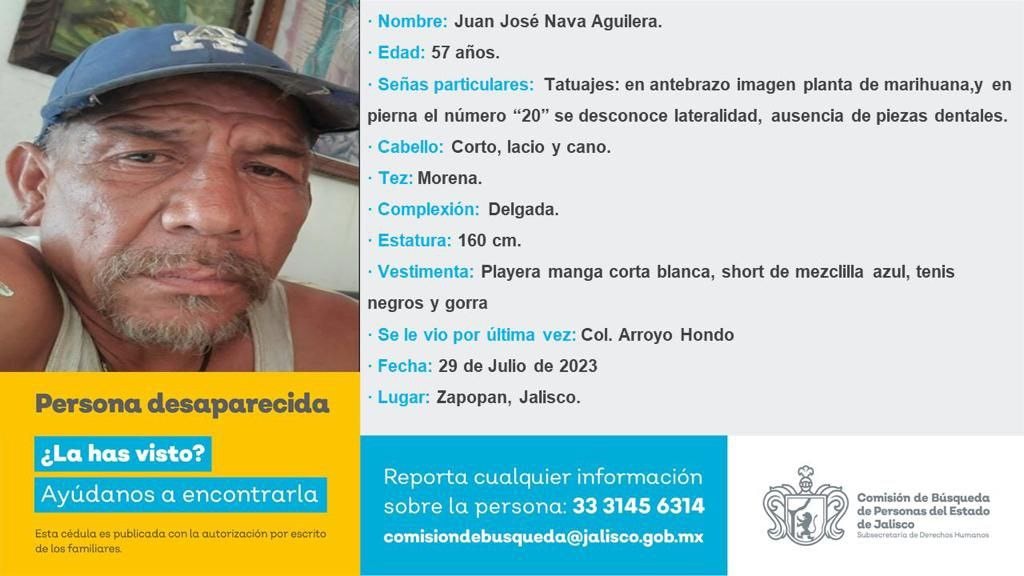 · Nombre: Juan José Nava Aguilera.
· Edad: 57 años.
· Señas particulares: Tatuajes: en antebrazo imagen planta de marihuana,y en
pierna el número “20” se desconoce lateralidad, ausencia de piezas dentales.
· Cabello: Corto, lacio y cano.
· Tez: Morena.
· Complexión: Delgada.
· Estatura: 160 cm.
· Vestimenta: Playera manga corta blanca, short de mezclilla azul, tenis
negros y gorra
· Se le vio por última vez: Col. Arroyo Hondo
· Fecha: 29 de Julio de 2023
· Lugar: Zapopan, Jalisco.
Persona desaparecida
¿La has visto?
Ayúdanos a encontrarla
Esta cédula es publicada con la autorización por escrito
de los familiares.
Reporta cualquier información
sobre la persona: 33 3145 6314
comisiondebusqueda@jalisco.gob.mx
Comisión de Búsqueda
de Personas del Estado
de Jalisco
Subsecretaría de Derechos Humanos